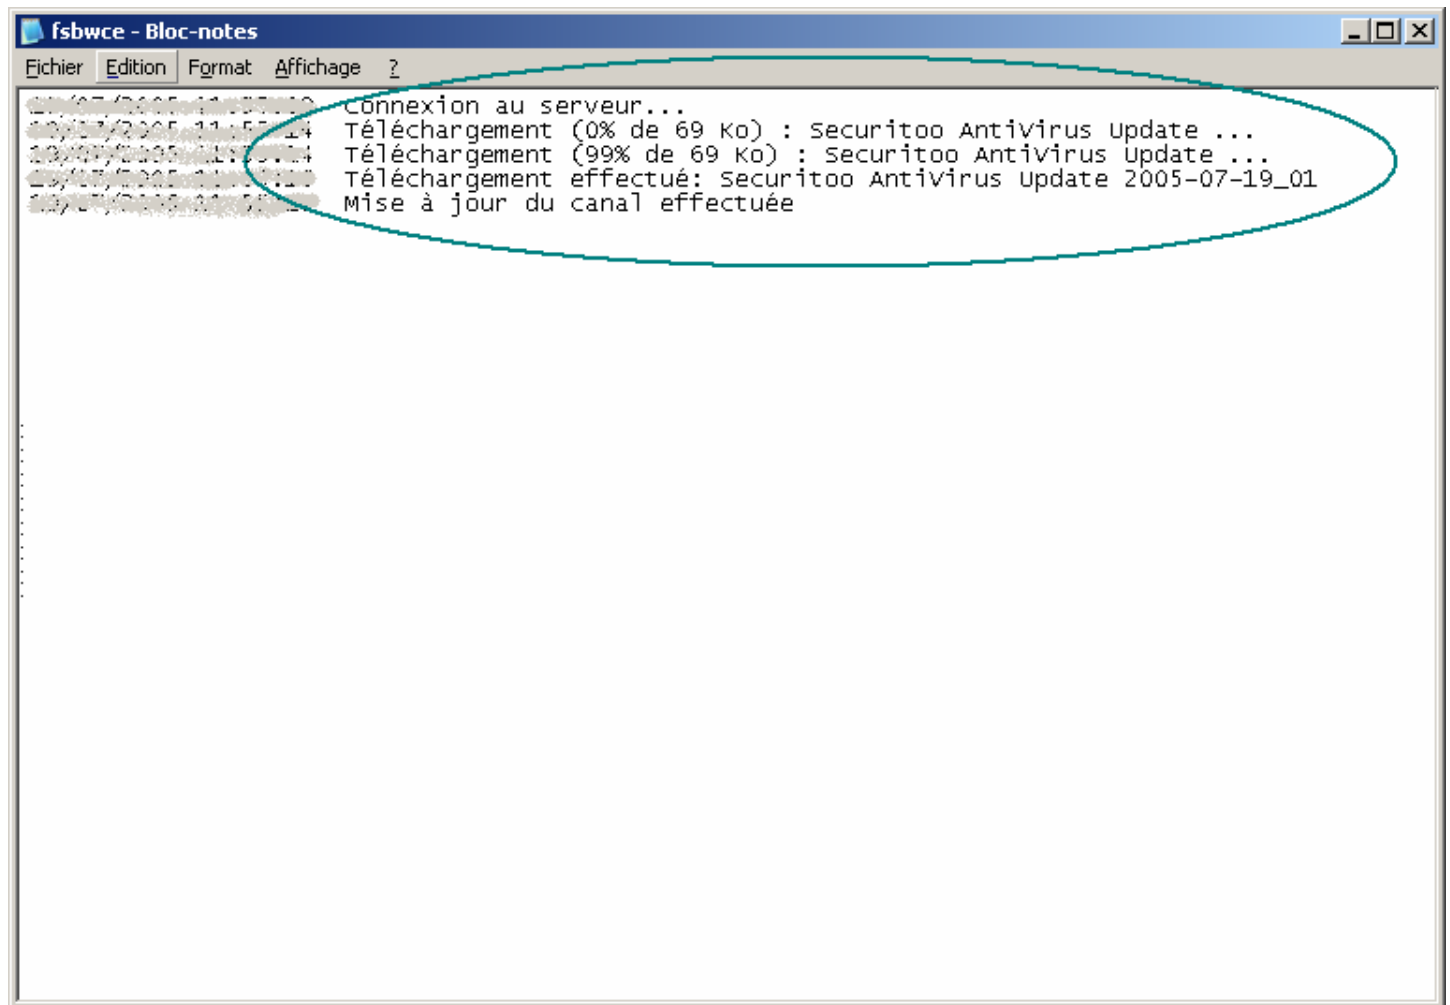 fsbwce - Bloc-notes
Fichier Edition Format Affichage ?
Connexion au serveur...
Téléchargement (0% de 69 Ko) : Securitoo AntiVirus Update ...
Téléchargement (99% de 69 Ko) : Securitoo AntiVirus Update ...
Téléchargement effectué: Securitoo AntiVirus Update 2005-07-19_01
Mise à jour du canal effectuée